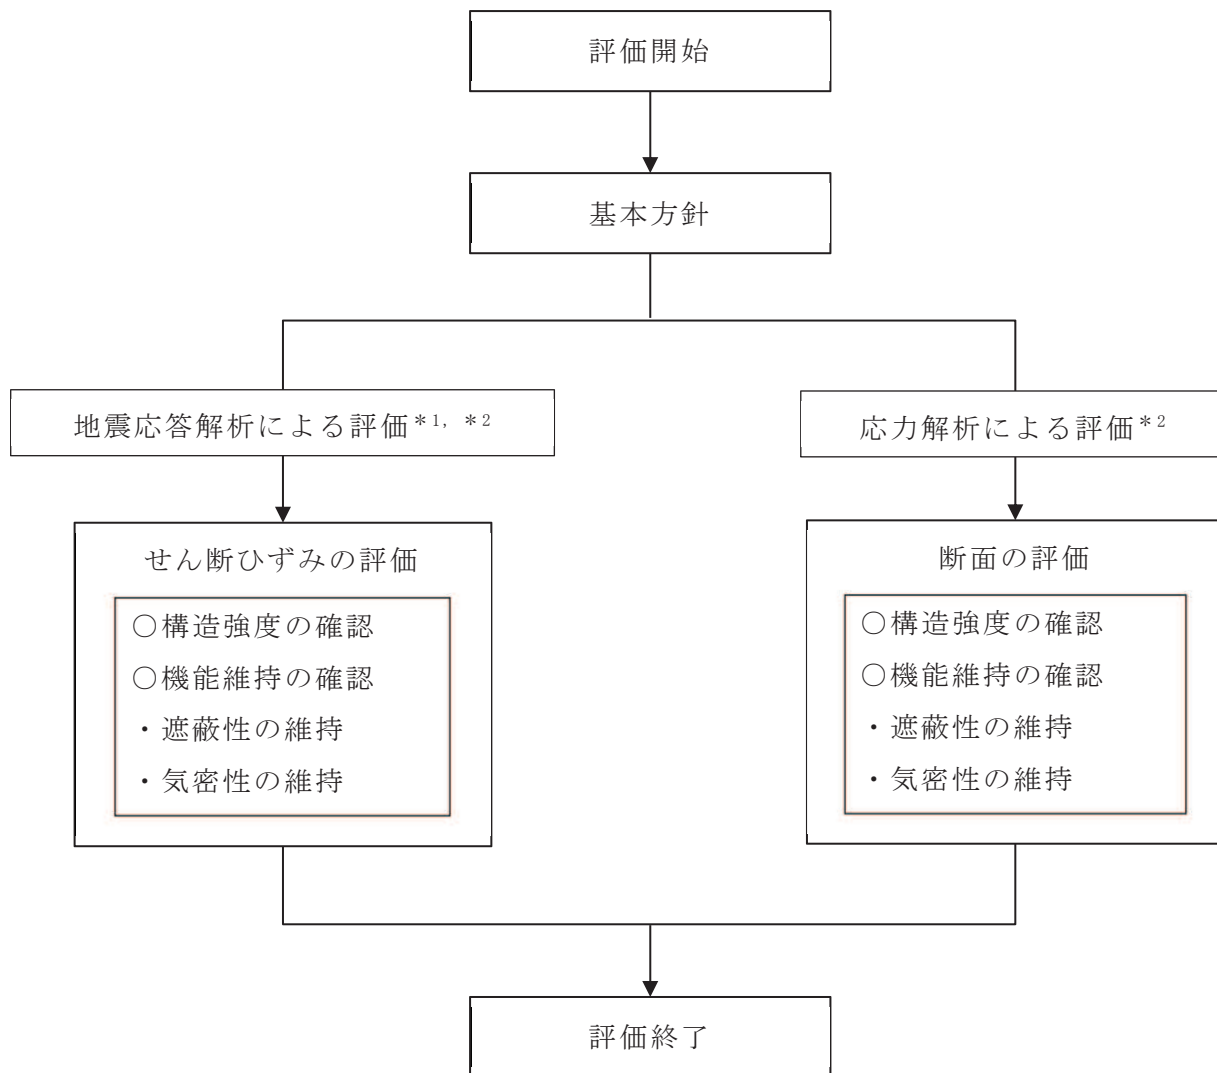 評価開始
基本方針
地震応答解析による評価*1, *2
せん断ひずみの評価
○構造強度の確認
○機能維持の確認
・遮蔽性の維持
・気密性の維持
応力解析による評価*2
断面の評価
○構造強度の確認
○機能維持の確認
・遮蔽性の維持
・気密性の維持
評価終了